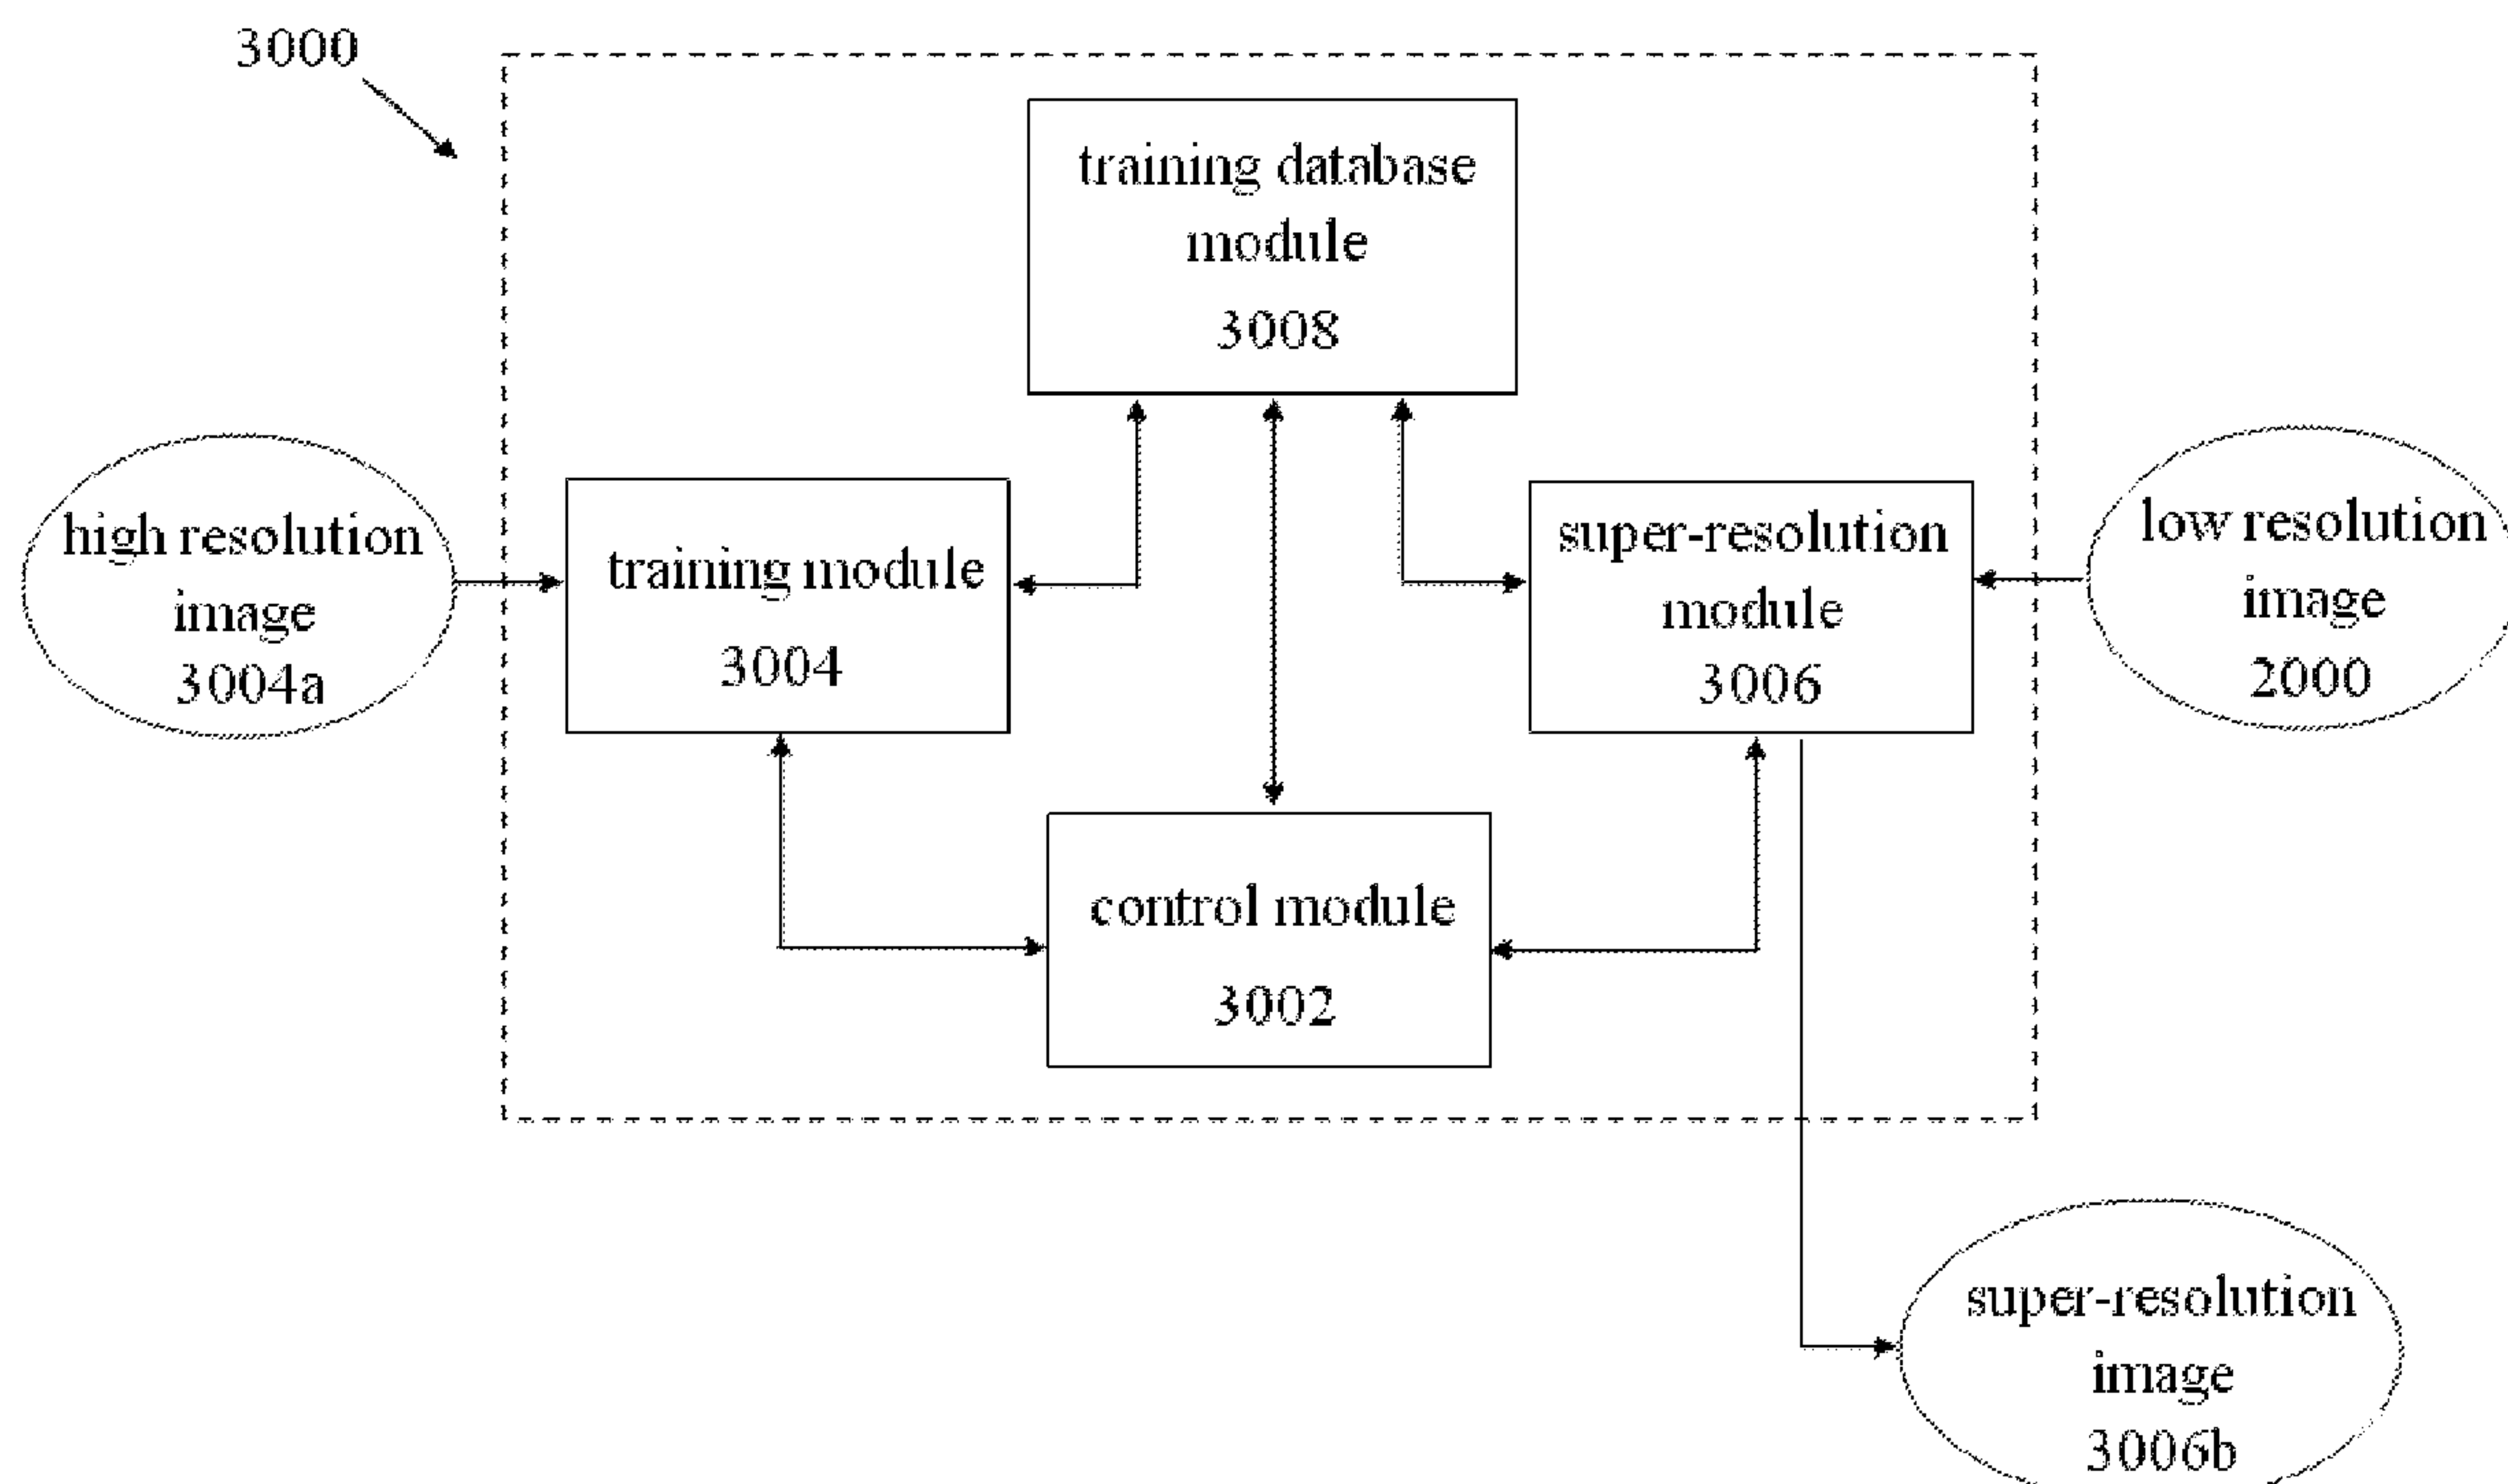 3000
training database
module
3008
high resolution
image
3004a
training module
3004
super-resolution
module
3006
low resolution
image
2000
control module
3002
super-resolution
image
3006b